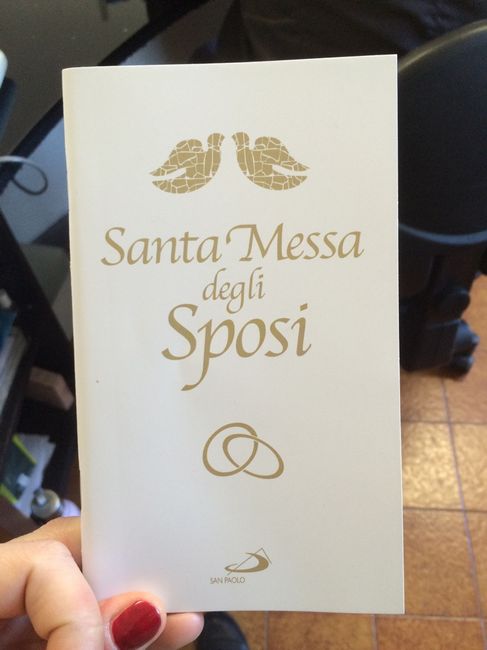 Santa Messa
degli
Sposi
SAN PAOLO